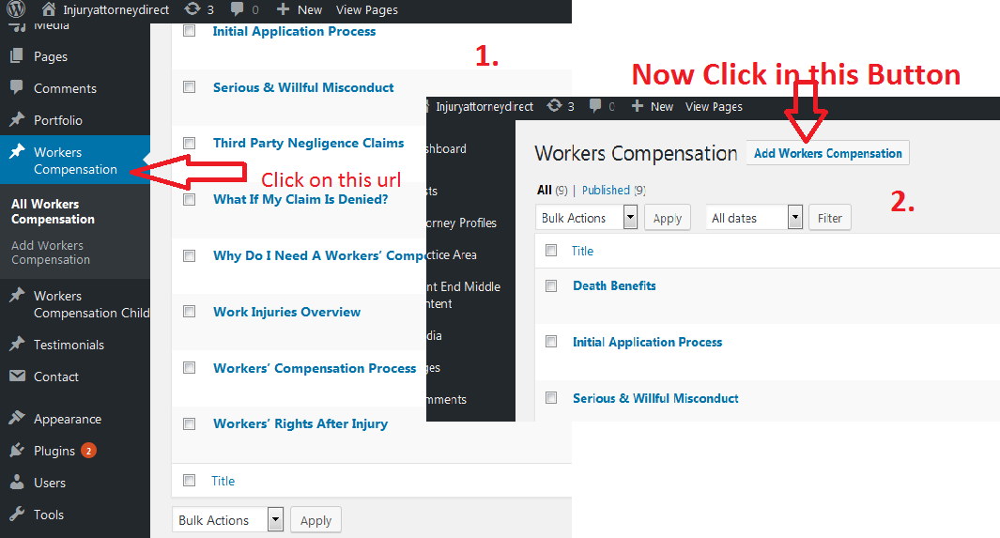 Injuryattorneydirect 3 0 New View Pages
Media
Pages
Comments
Portfolio
Workers
Compensation
All Workers
Compensation
Add Workers
Compensation
Workers
Compensation Child
Testimonials
Contact
Appearance
Plugins 2
Users
Tools
Initial Application Process
1.
Serious & Willful Misconduct
Third Party Negligence Claims
Click on this url
What If My Claim Is Denied?
Why Do I Need A Workers’ Comp
Work Injuries Overview
Workers’ Compensation Process
Workers’ Rights After Injury
Title
Bulk Actions Apply
Now Click in this Button
Injuryattorneydirect 3 0 New View Pages
shboard
sts
orney Profiles
ctice Area
nt End Middle
ntent
dia
ges
mments
Workers Compensation Add Workers Compensation
All (9) | Published (9)
2.
Bulk Actions Apply All dates Filter
Title
Death Benefits
Initial Application Process
Serious & Willful Misconduct